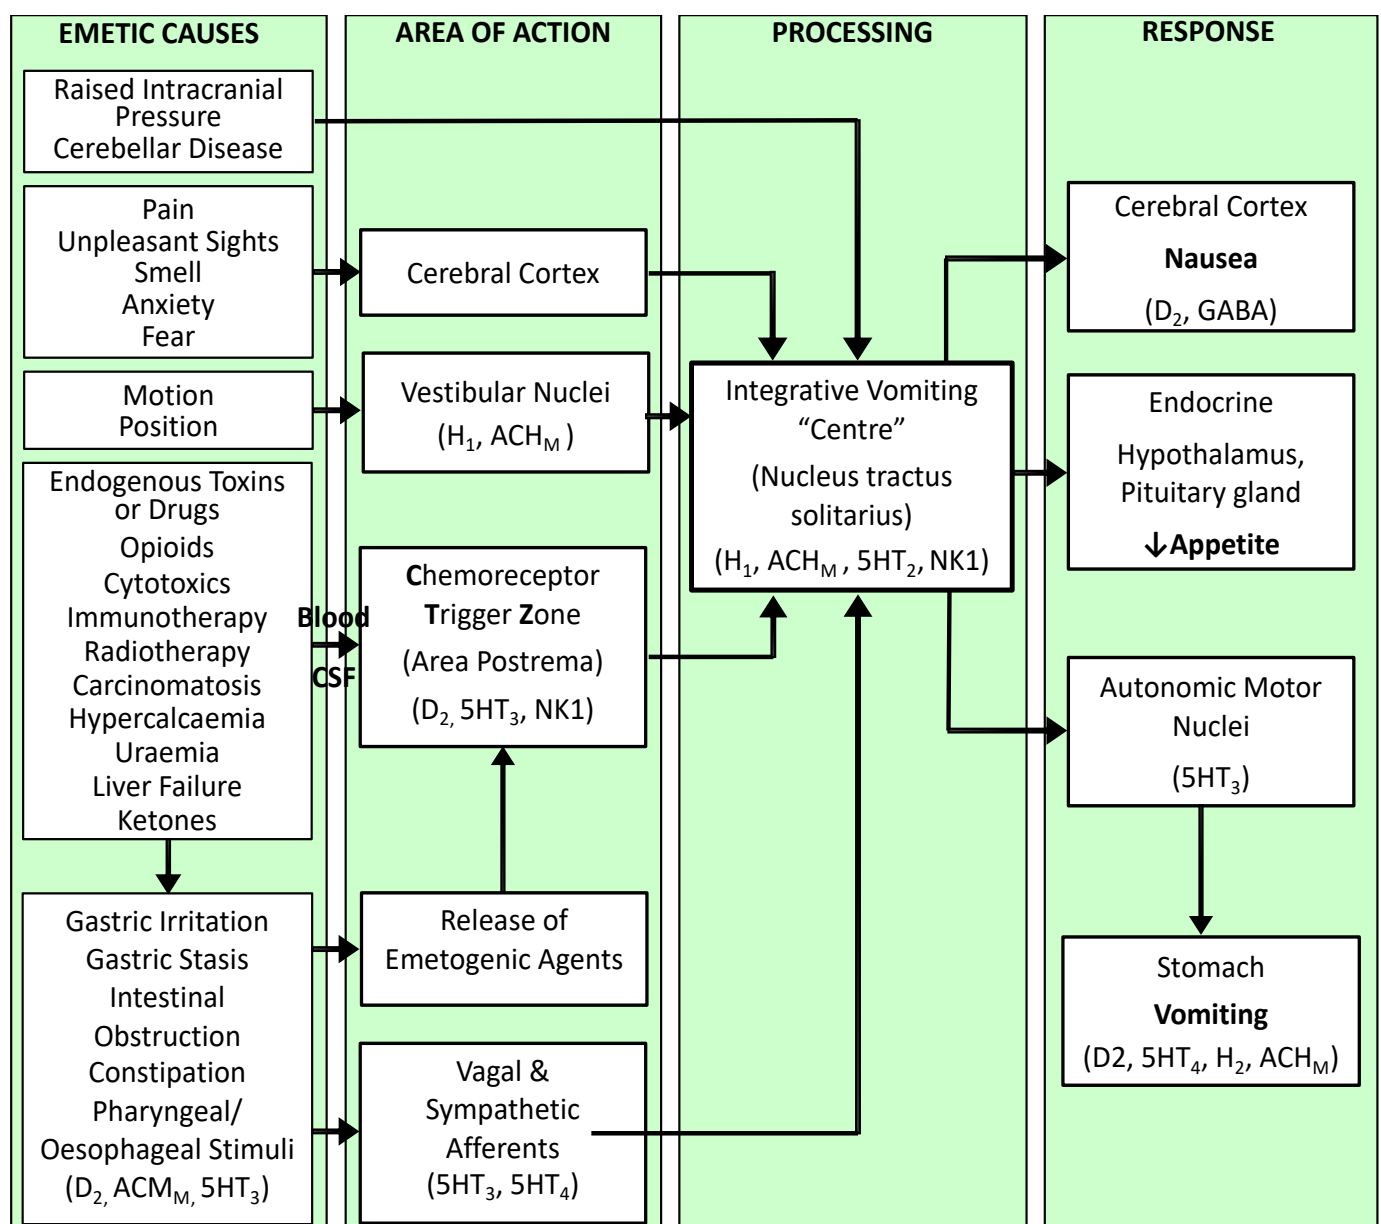 EMETIC CAUSES
Raised Intracranial
Pressure
Cerebellar Disease
Pain
Unpleasant Sights
Smell
Anxiety
Fear
Motion
Position
Endogenous Toxins
or Drugs
Opioids
Cytotoxics
Immunotherapy
Radiotherapy
Carcinomatosis
Hypercalcaemia
Uraemia
Liver Failure
Ketones
Gastric Irritation
Gastric Stasis
Intestinal
Obstruction
Constipation
Pharyngeal/
Oesophageal Stimuli
(D₂, ACMM, 5HT₃)
Blood
CSF
AREA OF ACTION
Cerebral Cortex
Vestibular Nuclei
(H₁, ACHM )
Chemoreceptor
Trigger Zone
(Area Postrema)
(D₂, 5HT₃, NK1)
Release of
Emetogenic Agents
Vagal &
Sympathetic
Afferents
(5HT₃, 5HT₄)
PROCESSING
Integrative Vomiting
“Centre”
(Nucleus tractus
solitarius)
(H₁, ACHM , 5HT₂, NK1)
RESPONSE
Cerebral Cortex
Nausea
(D₂, GABA)
Endocrine
Hypothalamus,
Pituitary gland
↓Appetite
Autonomic Motor
Nuclei
(5HT₃)
Stomach
Vomiting
(D2, 5HT₄, H₂, ACHM)